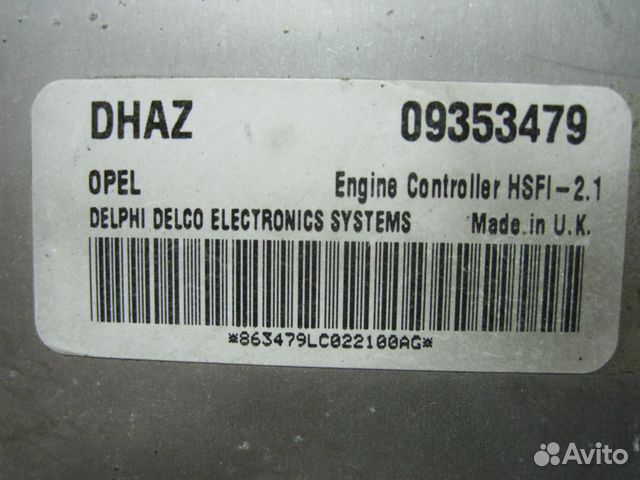 DHAZ 09353479
OPEL Engine Controller HSFI-2.1
DELPHI DELCO ELECTRONICS SYSTEMS Made in U.K.
*863479LC022100AG*
Avito